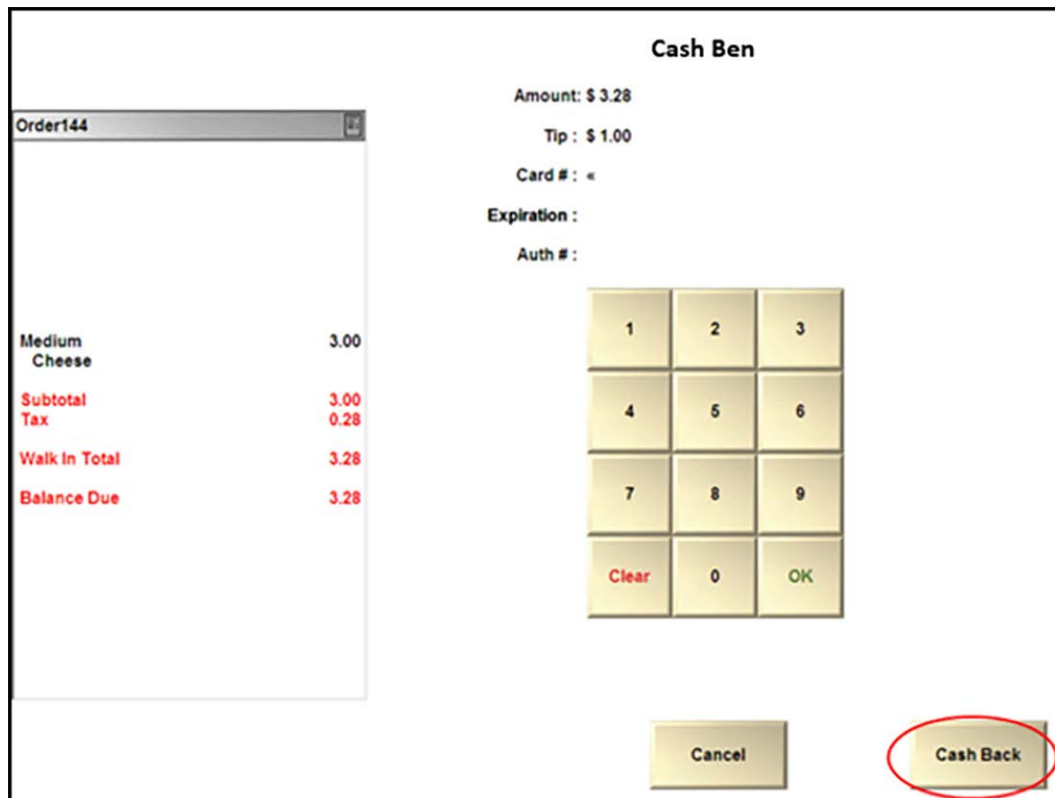 Cash Ben
Amount: $ 3.28
Tip : $ 1.00
Card # : «
Expiration :
Auth # :
Order144
Medium 3.00
Cheese
Subtotal 3.00
Tax 0.28
Walk In Total 3.28
Balance Due 3.28
1 2 3
4 5 6
7 8 9
Clear 0 OK
Cancel Cash Back